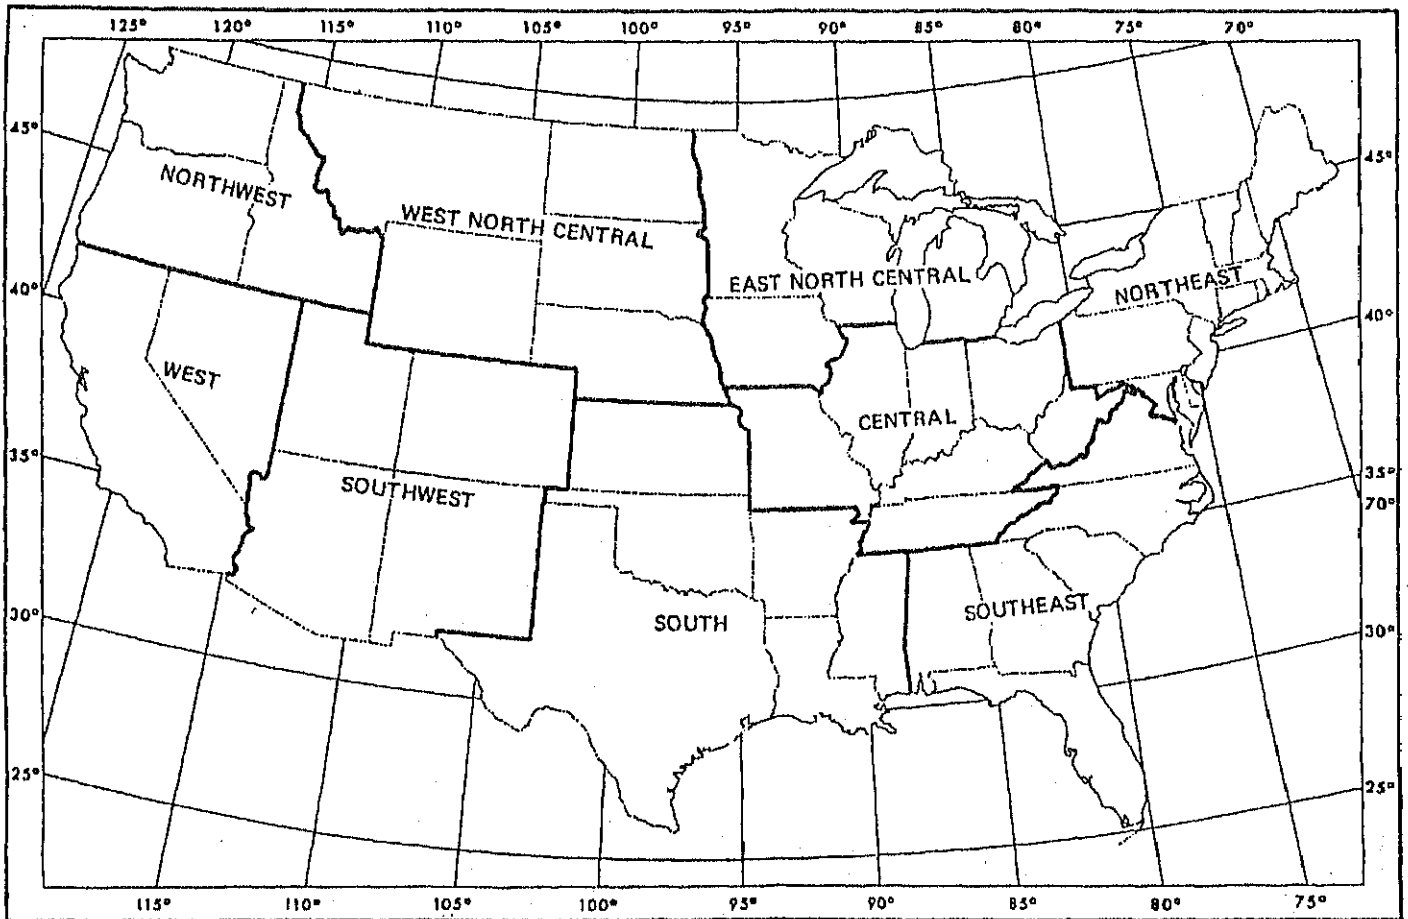 125° 120° 115° 110° 105° 100° 95° 90° 85° 80° 75° 70°
45° 45°
NORTHWEST
WEST NORTH CENTRAL
EAST NORTH CENTRAL
NORTHEAST
40° 40°
WEST
CENTRAL
35° 35°
SOUTHWEST
70°
SOUTHEAST
SOUTH
30° 30°
25° 25°
115° 110° 105° 100° 95° 90° 85° 80° 75°